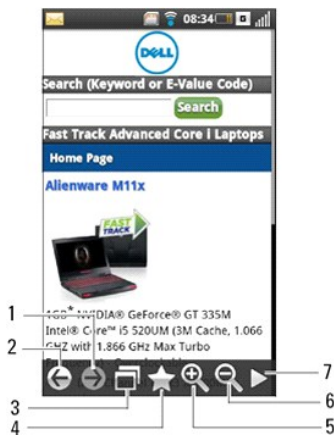 08:34
DELL
Search (Keyword or E-Value Code)
Search
Fast Track Advanced Core i Laptops
Home Page
Alienware M11x
FAST TRACK
4GB* NVIDIA® GeForce® GT 335M
Intel® Core™ i5 520UM (3M Cache, 1.066
GHZ with 1.866 GHz Max Turbo
1
2
3
4
5
6
7